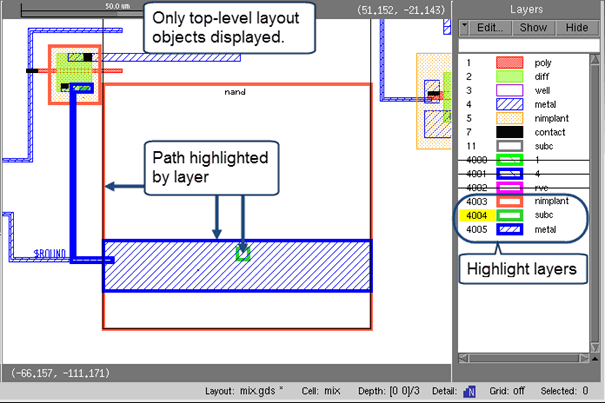 50.0 um
(51.152, -21.143)
Only top-level layout
objects displayed.
nand
Path highlighted
by layer
$ROUND
(-66.157, -111.171)
Layers
Edit... Show Hide
1 poly
2 diff
3 well
4 metal
5 nimplant
7 contact
11 subc
4000 1
4001 4
4002 rvc
4003 nimplant
4004 subc
4005 metal
Highlight layers
Layout: mix.gds * Cell: mix Depth: [0 0]/3 Detail: N Grid: off Selected: 0